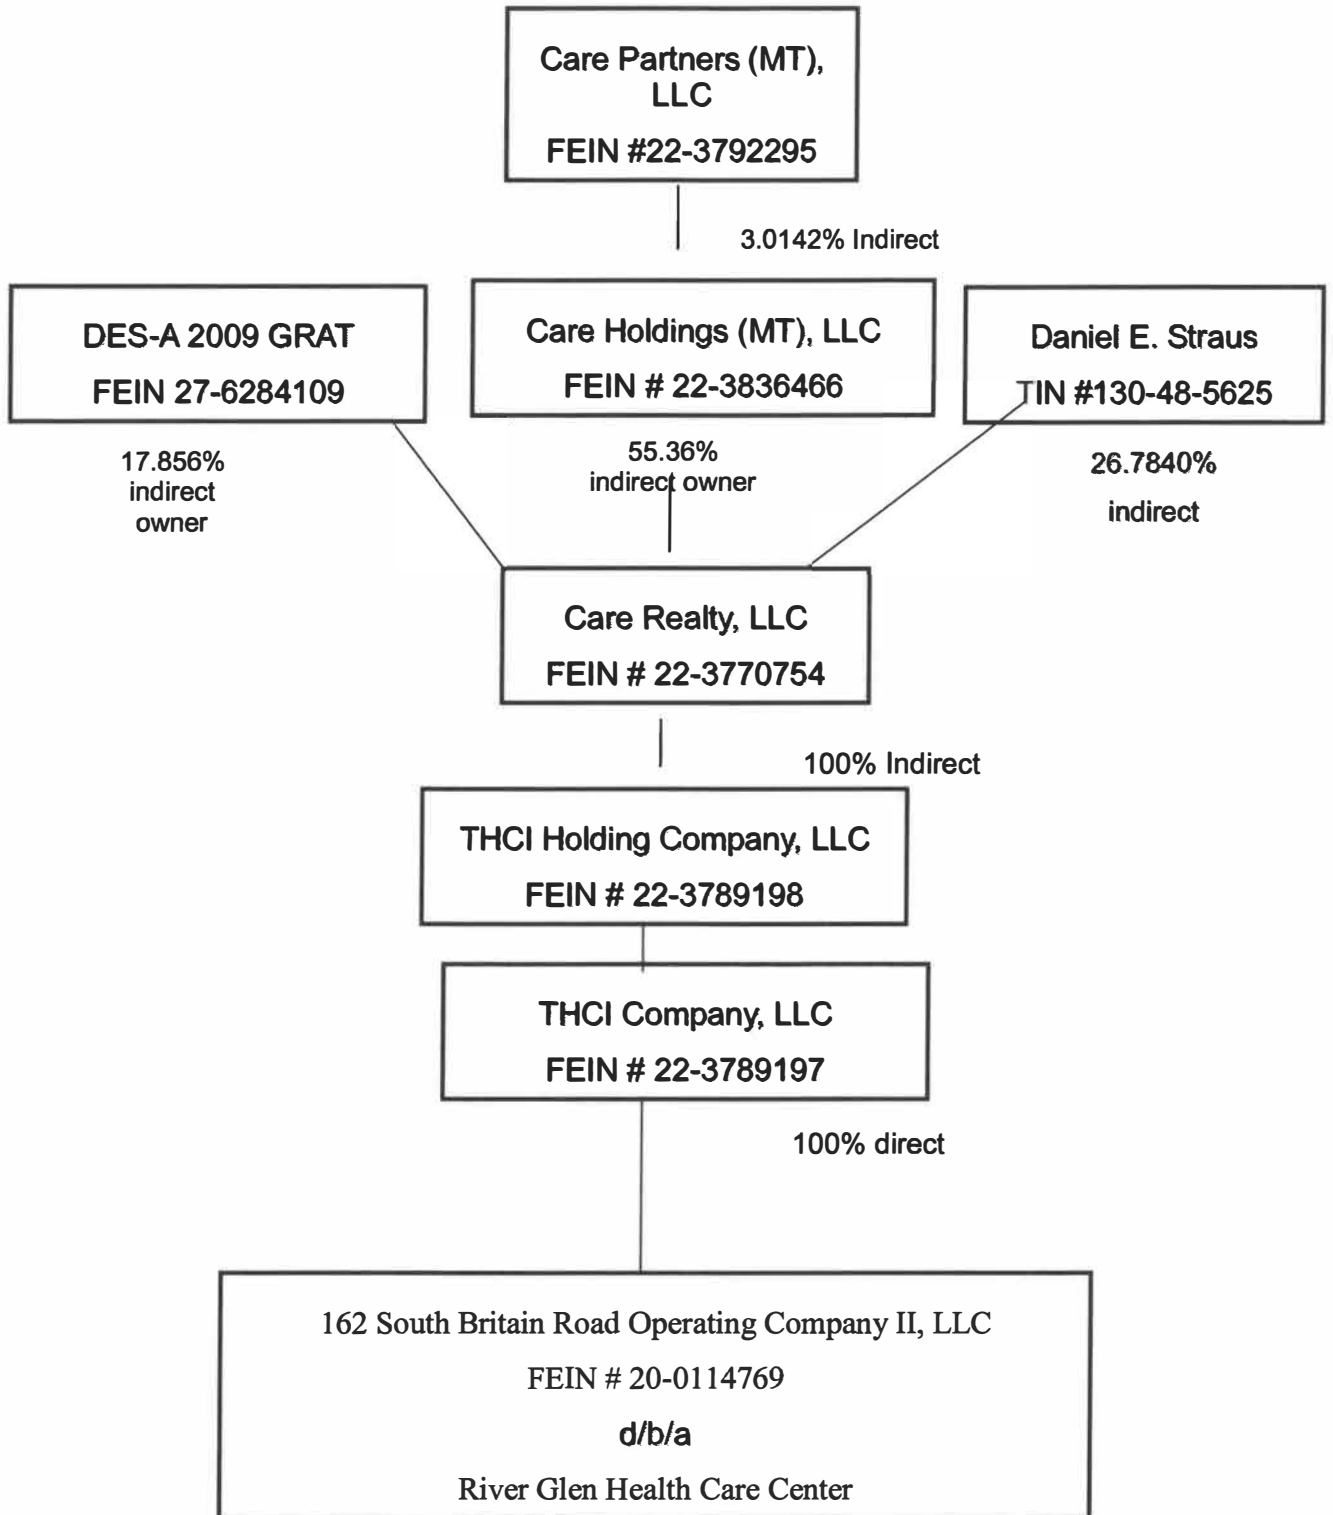 Care Partners (MT),
LLC
FEIN #22-3792295
3.0142% Indirect
DES-A 2009 GRAT
FEIN 27-6284109
Care Holdings (MT), LLC
FEIN # 22-3836466
Daniel E. Straus
TIN #130-48-5625
17.856%
indirect
owner
55.36%
indirect owner
26.7840%
indirect
Care Realty, LLC
FEIN # 22-3770754
100% Indirect
THCI Holding Company, LLC
FEIN # 22-3789198
THCI Company, LLC
FEIN # 22-3789197
100% direct
162 South Britain Road Operating Company II, LLC
FEIN # 20-0114769
d/b/a
River Glen Health Care Center